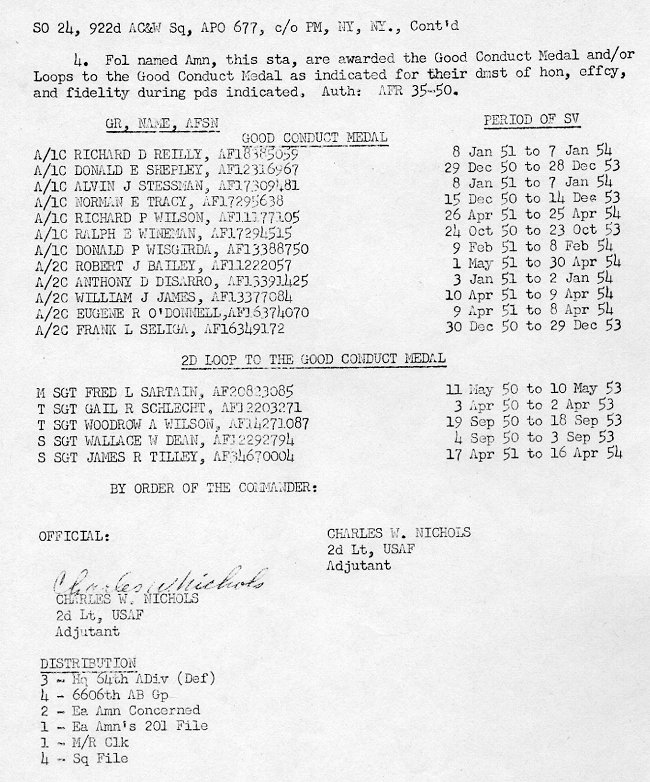 SO 24, 922d AC&W Sq, APO 677, c/o PM, NY, NY., Cont'd
4. Fol named Amn, this sta, are awarded the Good Conduct Medal and/or
Loops to the Good Conduct Medal as indicated for their dmst of hon, effcy,
and fidelity during pds indicated. Auth: AFR 35-50.
GR, NAME, AFSN PERIOD OF SV
GOOD CONDUCT MEDAL
A/1C RICHARD D REILLY, AF18385039 8 Jan 51 to 7 Jan 54
A/1C DONALD E SHEPLEY, AF12316967 29 Dec 50 to 28 Dec 53
A/1C ALVIN J STESSMAN, AF17309481 8 Jan 51 to 7 Jan 54
A/1C NORMAN E TRACY, AF17295638 15 Dec 50 to 14 Dec 53
A/1C RICHARD P WILSON, AF11177105 26 Apr 51 to 25 Apr 54
A/1C RALPH E WINEMAN, AF17294515 24 Oct 50 to 23 Oct 53
A/1C DONALD P WISGIRDA, AF13388750 9 Feb 51 to 8 Feb 54
A/2C ROBERT J BAILEY, AF11222057 1 May 51 to 30 Apr 54
A/2C ANTHONY D DISARRO, AF13391425 3 Jan 51 to 2 Jan 54
A/2C WILLIAM J JAMES, AF13377084 10 Apr 51 to 9 Apr 54
A/2C EUGENE R O'DONNELL,AF16374070 9 Apr 51 to 8 Apr 54
A/2C FRANK L SELIGA, AF16349172 30 Dec 50 to 29 Dec 53
2D LOOP TO THE GOOD CONDUCT MEDAL
M SGT FRED L SARTAIN, AF20823085 11 May 50 to 10 May 53
T SGT GAIL R SCHLECHT, AF12203271 3 Apr 50 to 2 Apr 53
T SGT WOODROW A WILSON, AF14271087 19 Sep 50 to 18 Sep 53
S SGT WALLACE W DEAN, AF12292794 4 Sep 50 to 3 Sep 53
S SGT JAMES R TILLEY, AF34670004 17 Apr 51 to 16 Apr 54
BY ORDER OF THE COMMANDER:
OFFICIAL:
CHARLES W. NICHOLS
2d Lt, USAF
Adjutant
Charles W Nichols
CHARLES W. NICHOLS
2d Lt, USAF
Adjutant
DISTRIBUTION
3 - Hq 64th ADiv (Def)
4 - 6606th AB Gp
2 - Ea Amn Concerned
1 - Ea Amn's 201 File
1 - M/R Clk
4 - Sq File